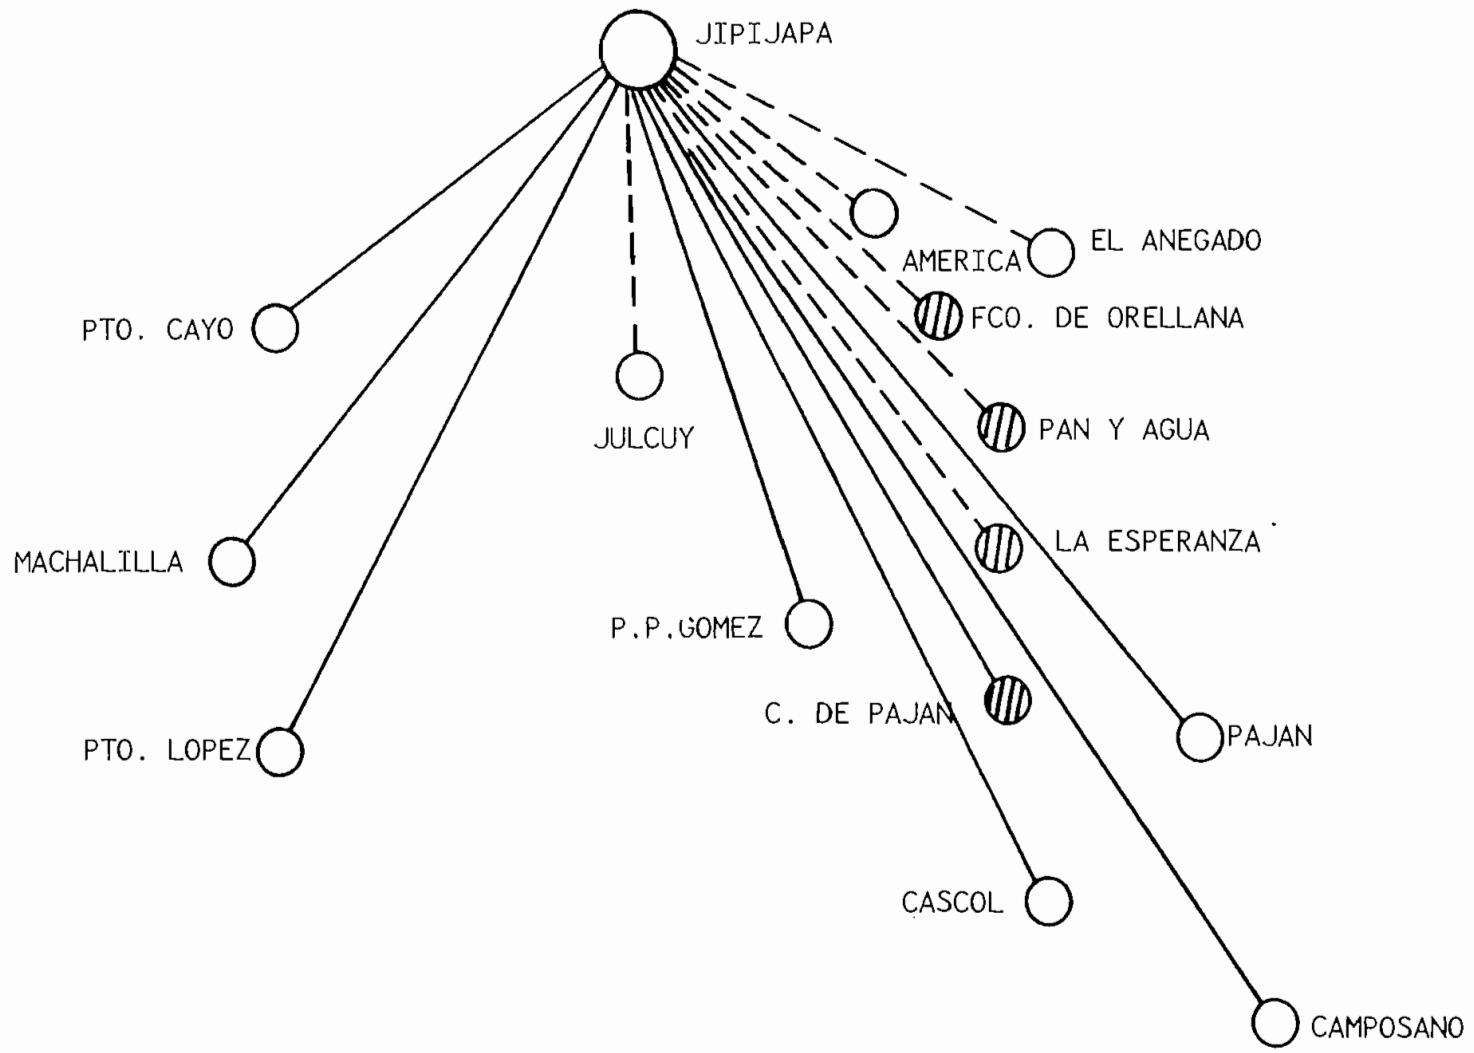 JIPIJAPA
EL ANEGADO
AMERICA
FCO. DE ORELLANA
PTO. CAYO
PAN Y AGUA
JULCUY
LA ESPERANZA
MACHALILLA
P.P.GOMEZ
C. DE PAJAN
PAJAN
PTO. LOPEZ
CASCOL
CAMPOSANO